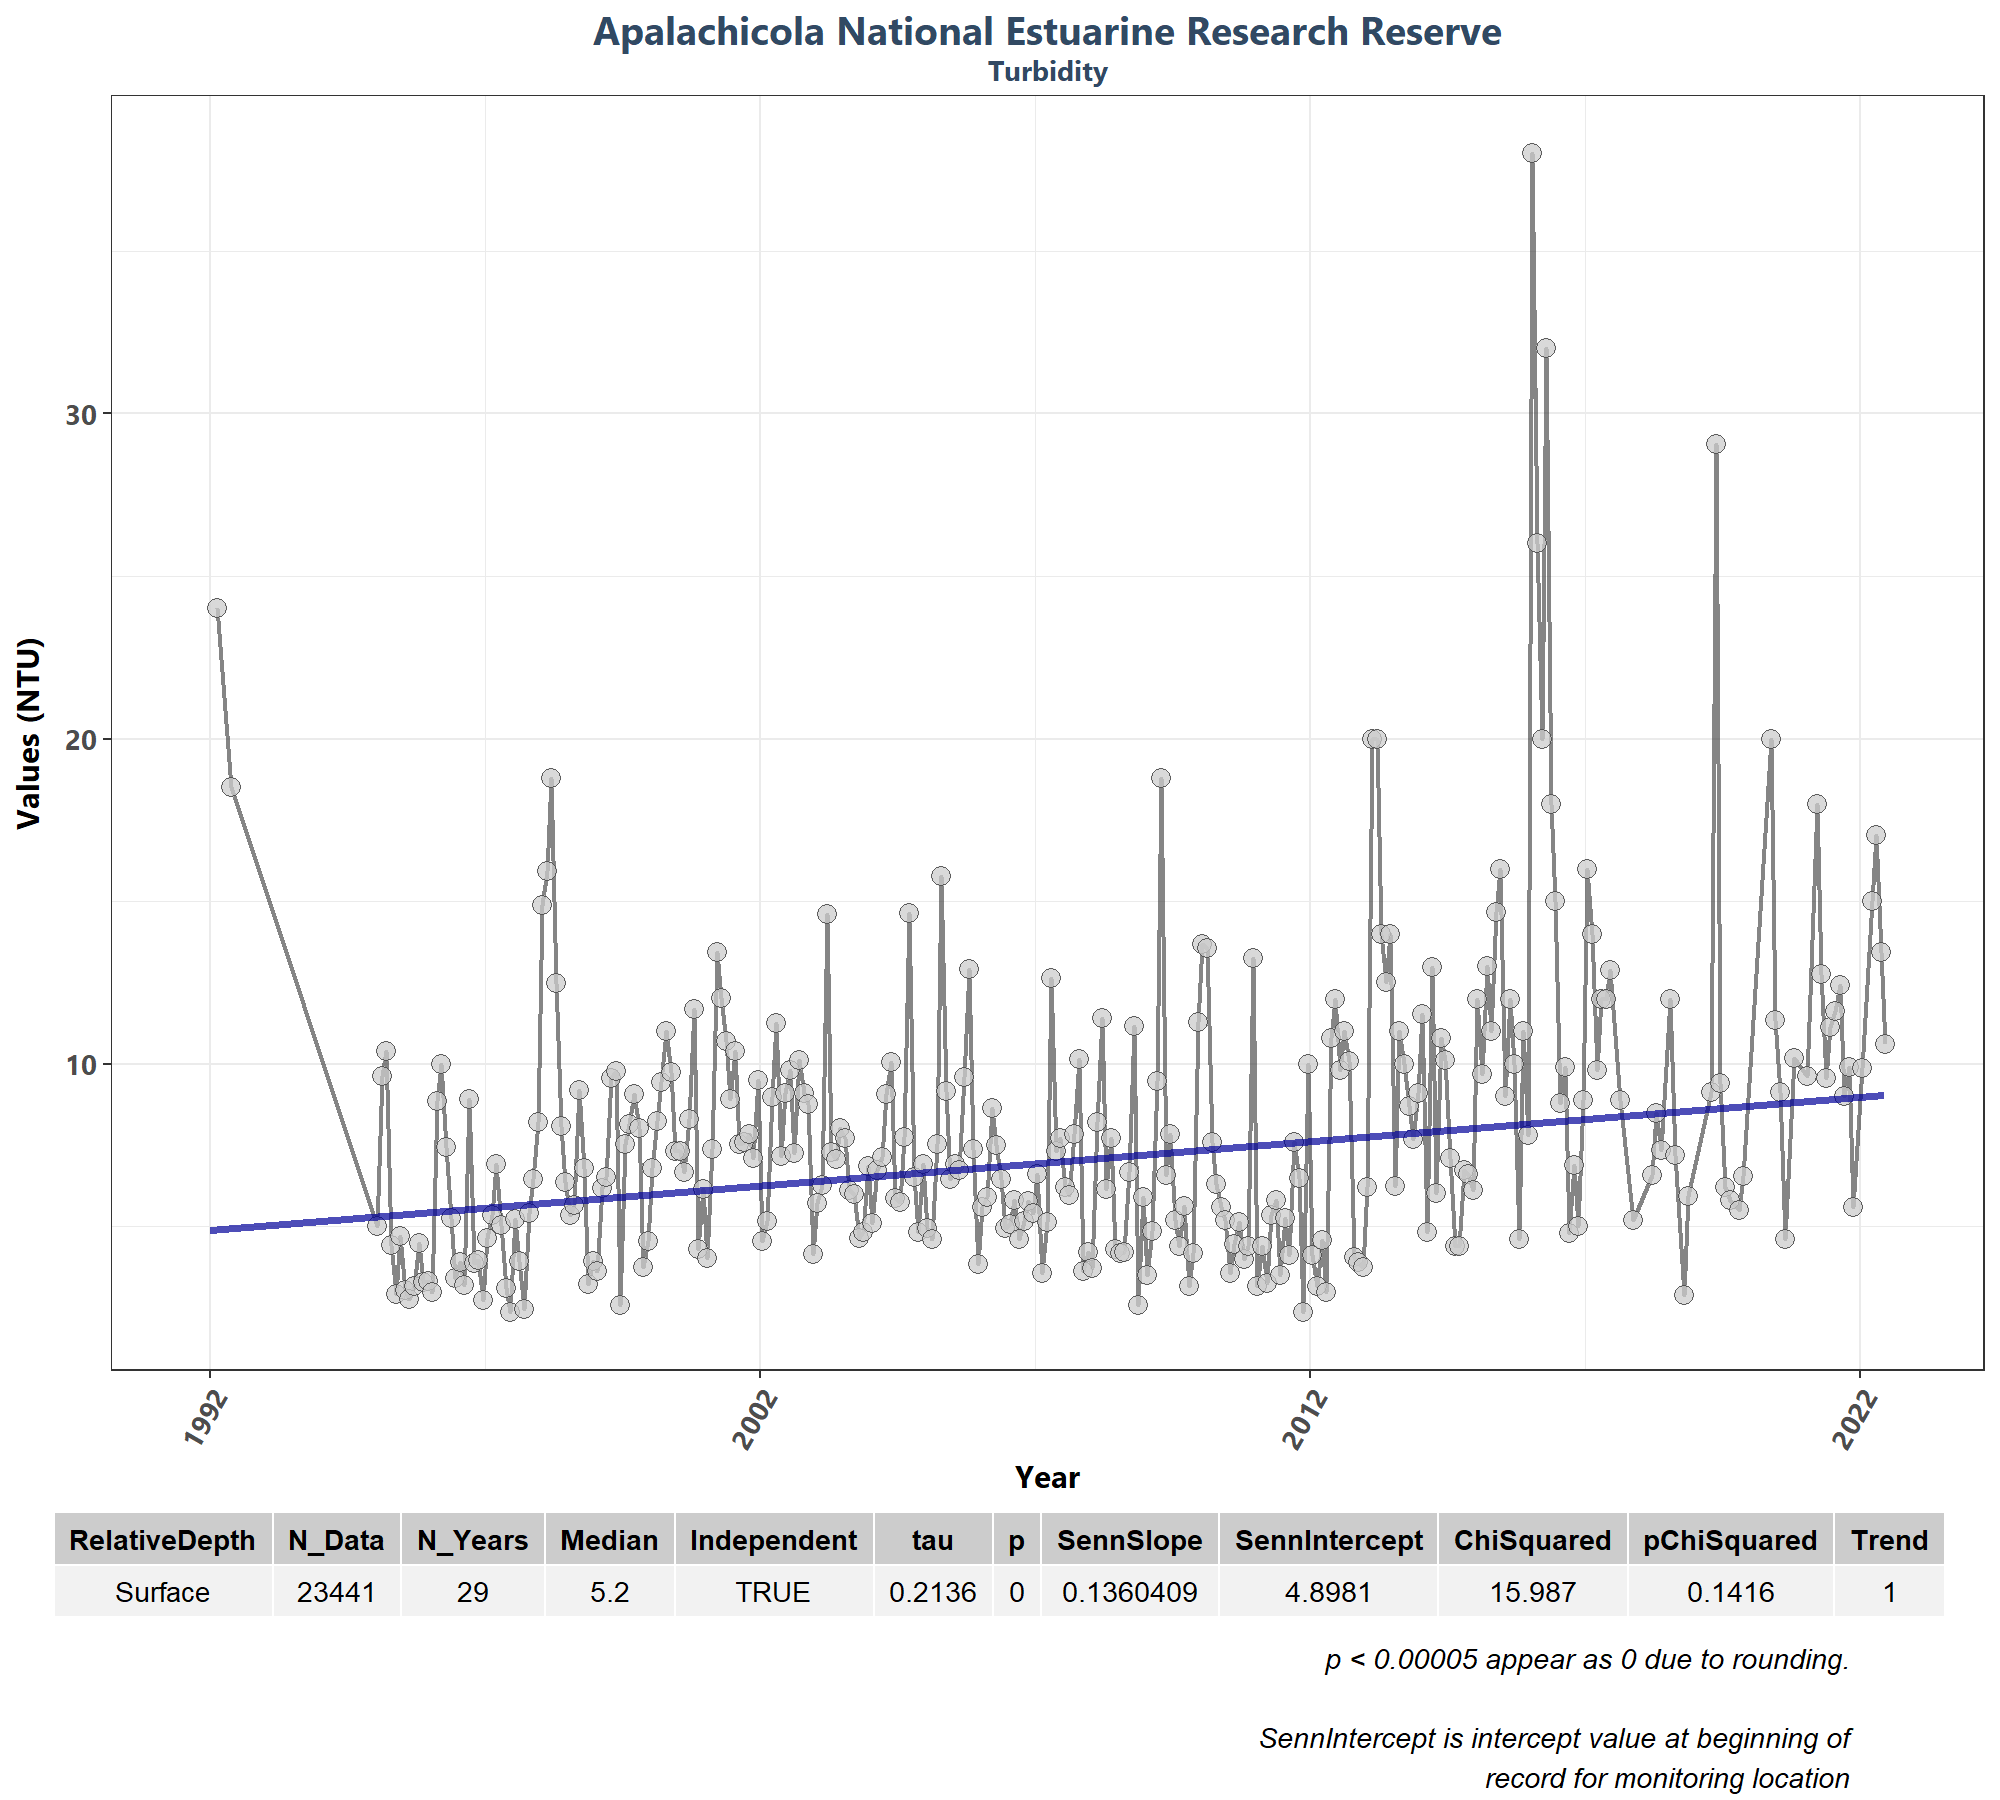 Apalachicola National Estuarine Research Reserve
Turbidity
Values (NTU)
30
20
10
1992
2002
2012
2022
Year
RelativeDepth N_Data N_Years Median Independent tau p SennSlope SennIntercept ChiSquared pChiSquared Trend
Surface 23441 29 5.2 TRUE 0.2136 0 0.1360409 4.8981 15.987 0.1416 1
p < 0.00005 appear as 0 due to rounding.
SennIntercept is intercept value at beginning of
record for monitoring location